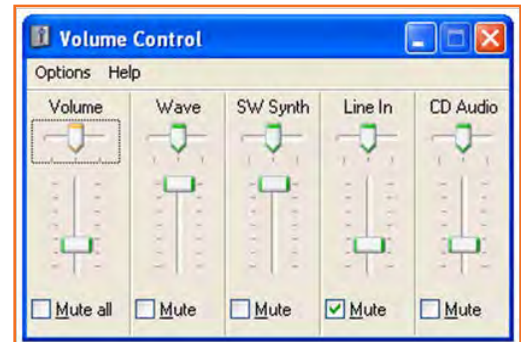 Volume Control
Options Help
Volume Wave SW Synth Line In CD Audio
Mute all Mute Mute Mute Mute